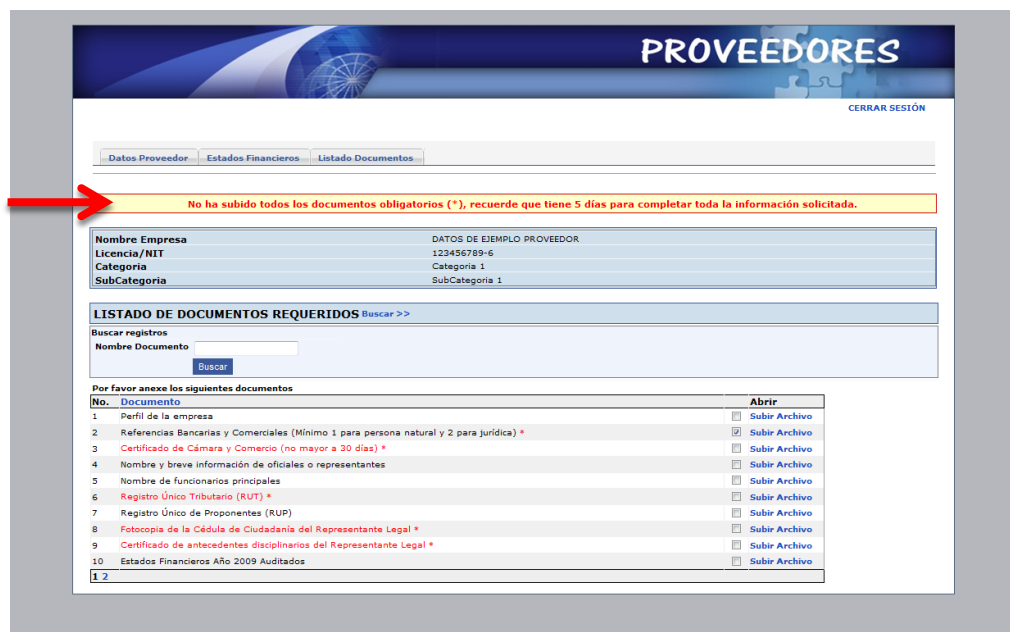 PROVEEDORES
CERRAR SESIÓN
Datos Proveedor Estados Financieros Listado Documentos
No ha subido todos los documentos obligatorios (*), recuerde que tiene 5 días para completar toda la información solicitada.
Nombre Empresa DATOS DE EJEMPLO PROVEEDOR
Licencia/NIT 123456789-6
Categoria Categoria 1
SubCategoria SubCategoria 1
LISTADO DE DOCUMENTOS REQUERIDOS Buscar >>
Buscar registros
Nombre Documento
Buscar
Por favor anexe los siguientes documentos
No. Documento Abrir
1 Perfil de la empresa Subir Archivo
2 Referencias Bancarias y Comerciales (Mínimo 1 para persona natural y 2 para jurídica) * Subir Archivo
3 Certificado de Cámara y Comercio (no mayor a 30 días) * Subir Archivo
4 Nombre y breve información de oficiales o representantes Subir Archivo
5 Nombre de funcionarios principales Subir Archivo
6 Registro Único Tributario (RUT) * Subir Archivo
7 Registro Único de Proponentes (RUP) Subir Archivo
8 Fotocopia de la Cédula de Ciudadanía del Representante Legal * Subir Archivo
9 Certificado de antecedentes disciplinarios del Representante Legal * Subir Archivo
10 Estados Financieros Año 2009 Auditados Subir Archivo
1 2